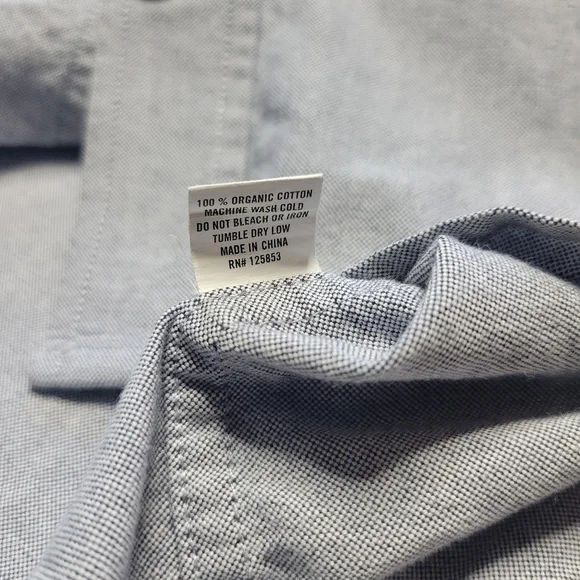 100 % ORGANIC COTTON
MACHINE WASH COLD
DO NOT BLEACH OR IRON
TUMBLE DRY LOW
MADE IN CHINA
RN# 125853